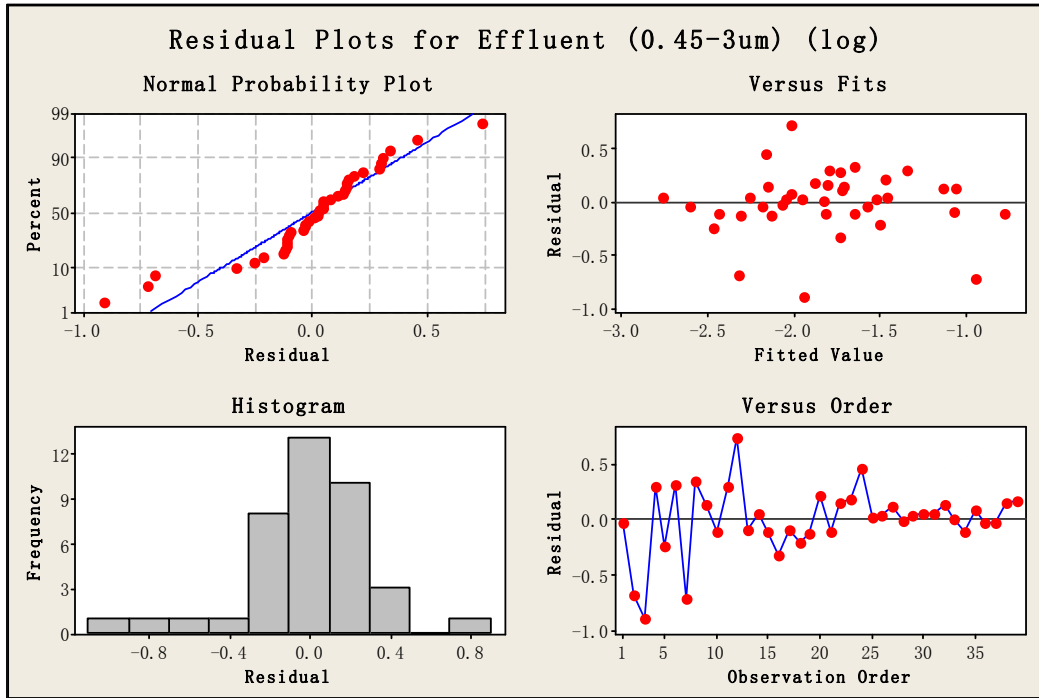 Residual Plots for Effluent (0.45-3um) (log)
Normal Probability Plot
99
90
50
10
1
Percent
-1.0 -0.5 0.0 0.5
Residual
Versus Fits
0.5
0.0
-0.5
-1.0
Residual
-3.0 -2.5 -2.0 -1.5 -1.0
Fitted Value
Histogram
12
9
6
3
0
Frequency
-0.8 -0.4 0.0 0.4 0.8
Residual
Versus Order
0.5
0.0
-0.5
-1.0
Residual
1 5 10 15 20 25 30 35
Observation Order